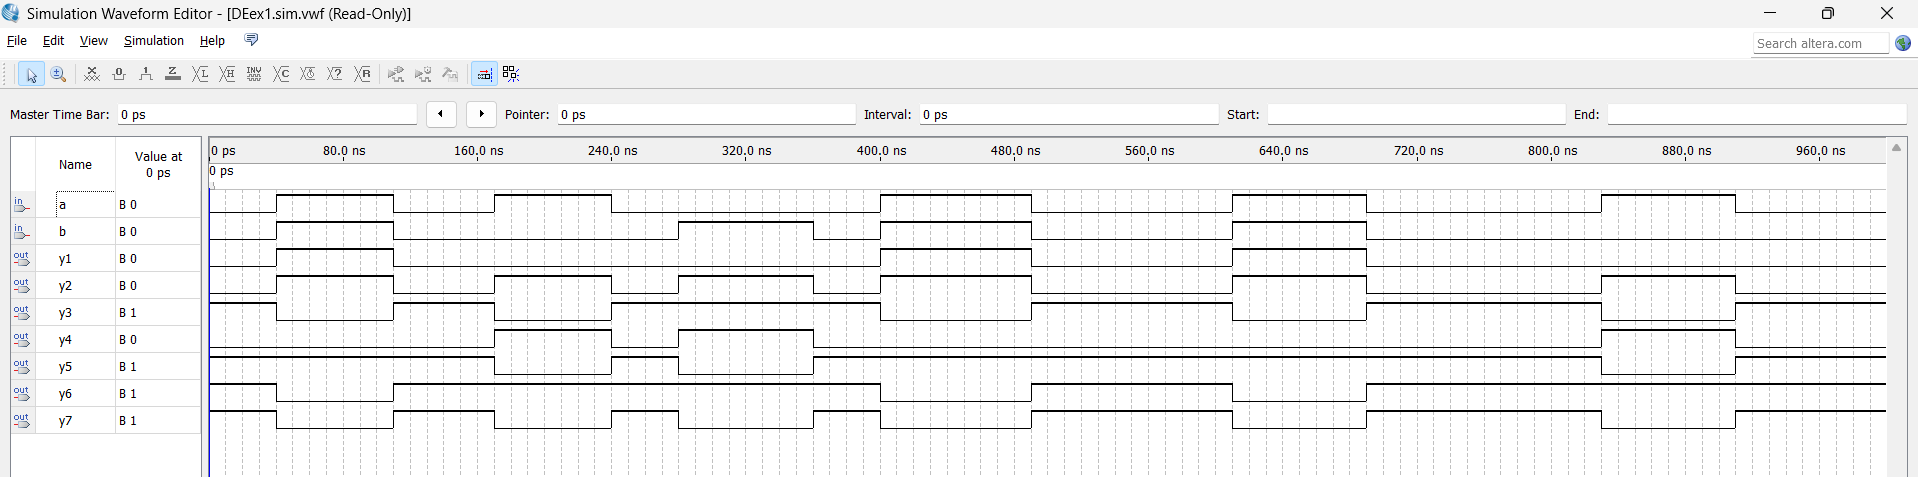 Simulation Waveform Editor - [DEex1.sim.vwf (Read-Only)]
File Edit View Simulation Help
Search altera.com
Master Time Bar: 0 ps Pointer: 0 ps Interval: 0 ps Start: End:
Name Value at 0 ps
0 ps 80.0 ns 160.0 ns 240.0 ns 320.0 ns 400.0 ns 480.0 ns 560.0 ns 640.0 ns 720.0 ns 800.0 ns 880.0 ns 960.0 ns
0 ps
in a B 0
in b B 0
out y1 B 0
out y2 B 0
out y3 B 1
out y4 B 0
out y5 B 1
out y6 B 1
out y7 B 1